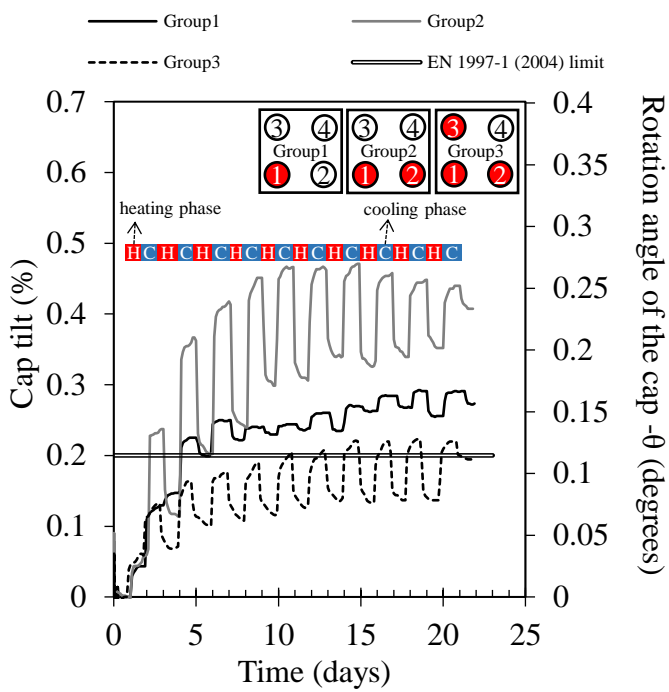 Group1
Group2
Group3
EN 1997-1 (2004) limit
0.7
0.6
0.5
0.4
0.3
0.2
0.1
0
Cap tilt (%)
0.4
0.35
0.3
0.25
0.2
0.15
0.1
0.05
0
Rotation angle of the cap -θ (degrees)
3 4
Group1
1 2
3 4
Group2
1 2
3 4
Group3
1 2
heating phase
cooling phase
H C H C H C H C H C H C H C H C H C H C
0 5 10 15 20 25
Time (days)